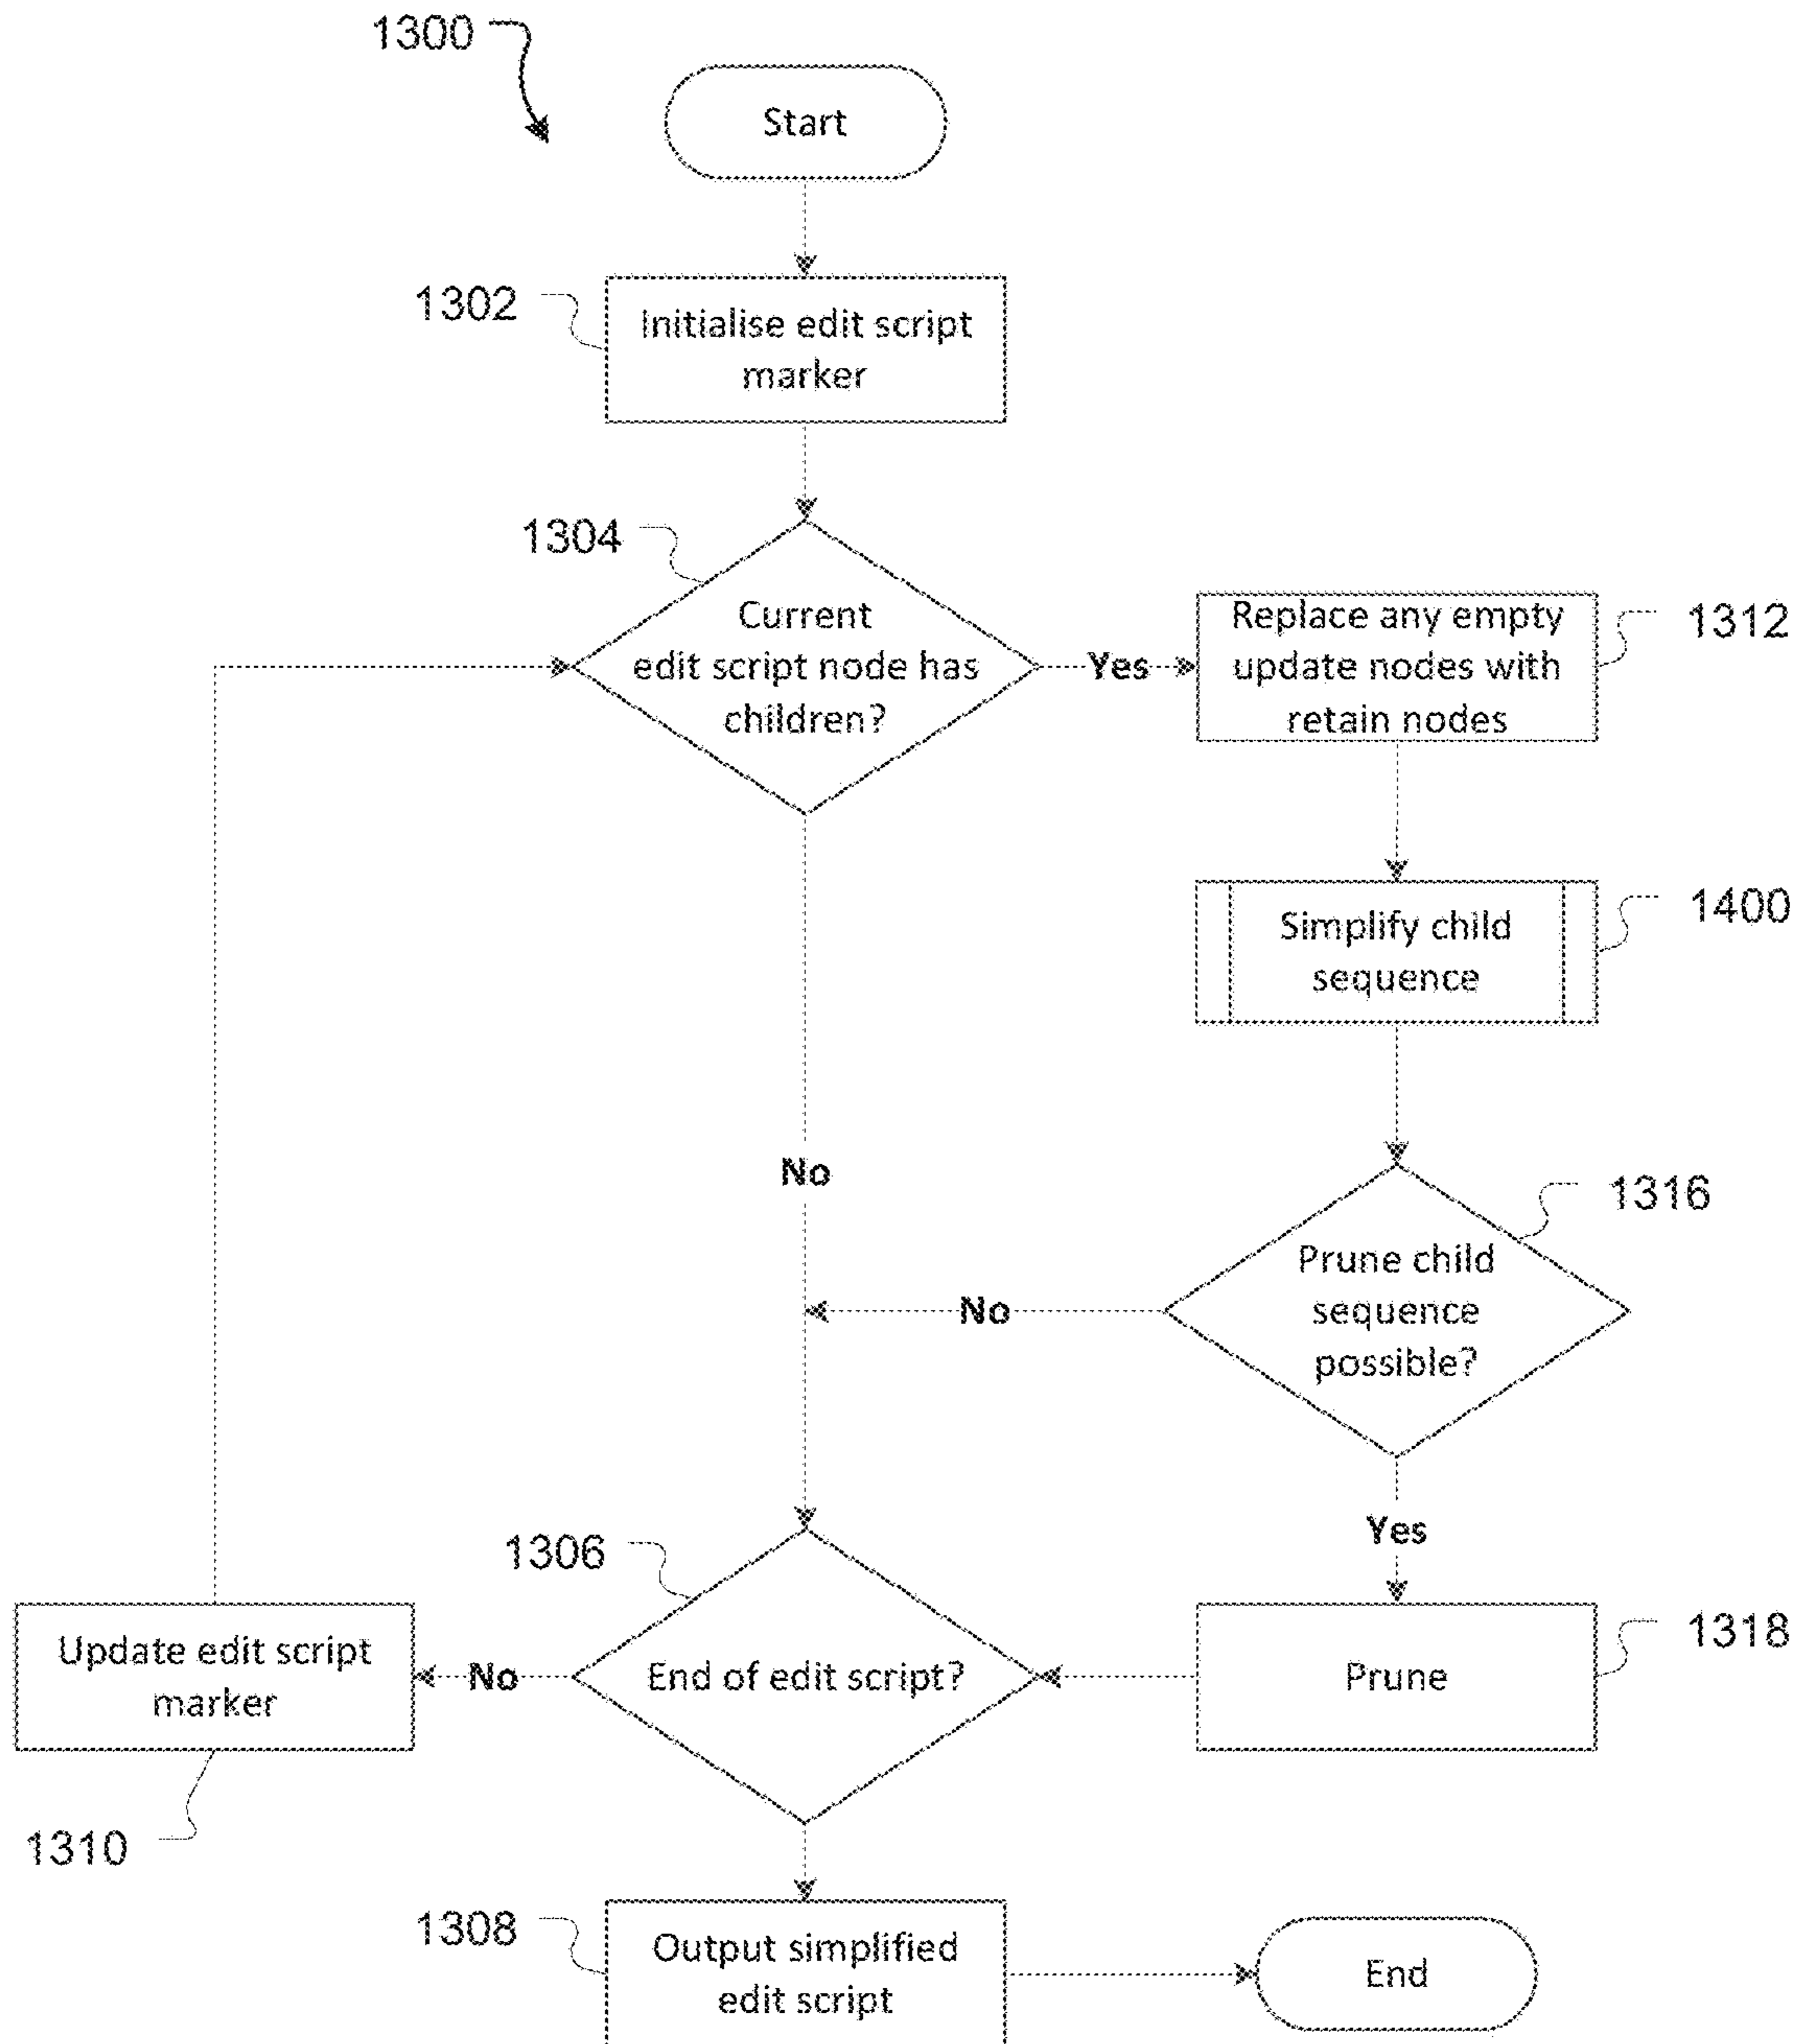 1300
Start
1302
Initialise edit script
marker
1304
Current
edit script node has
children?
Yes
Replace any empty
update nodes with
retain nodes
1312
Simplify child
sequence
1400
No
1316
Prune child
sequence
possible?
No
Yes
1306
End of edit script?
No
Update edit script
marker
1310
Prune
1318
1308
Output simplified
edit script
End